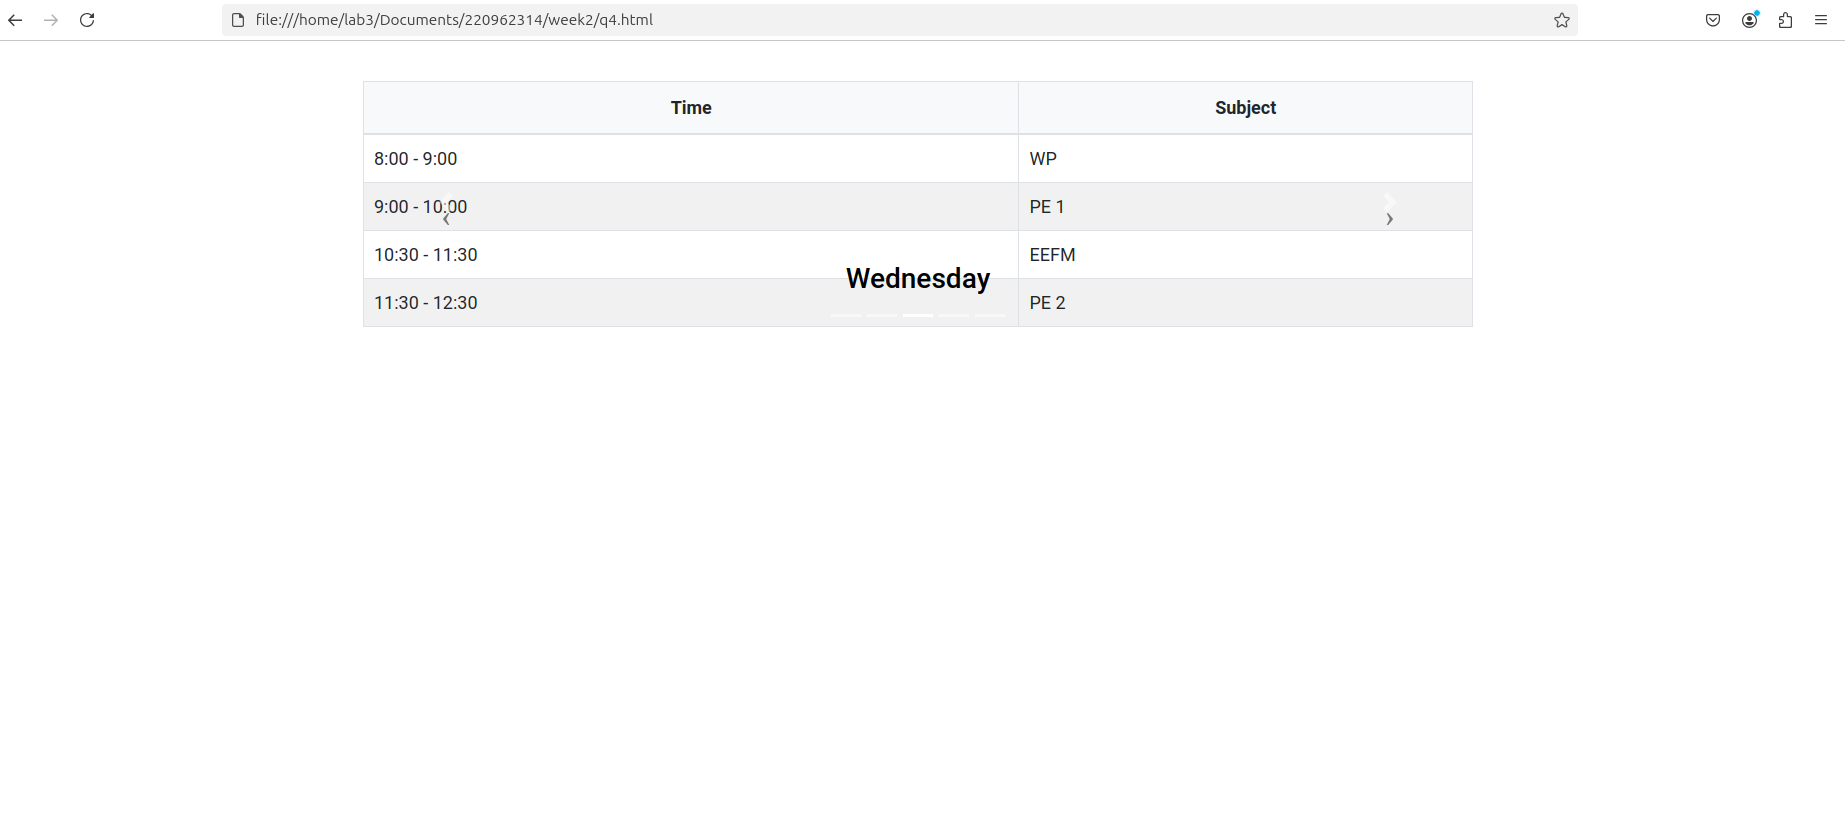 file:///home/lab3/Documents/220962314/week2/q4.html
Time Subject
8:00 - 9:00 WP
9:00 - 10:00 PE 1
10:30 - 11:30 EEFM
Wednesday
11:30 - 12:30 PE 2